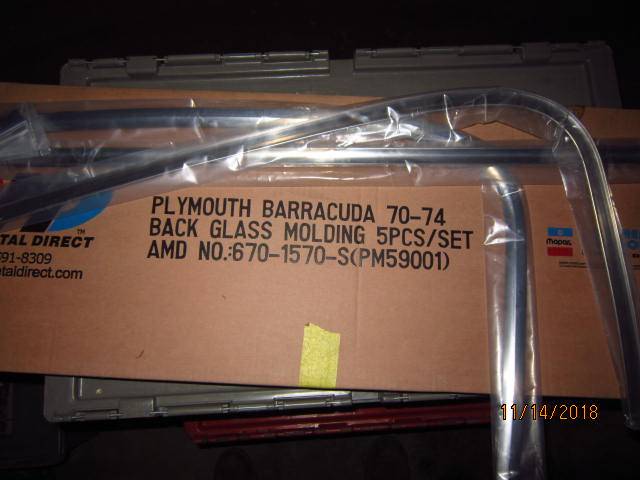 PLYMOUTH BARRACUDA 70-74
BACK GLASS MOLDING 5PCS/SET
AMD NO.:670-1570-S(PM59001)
TAL DIRECT
591-8309
taldirect.com
mopar
11/14/2018